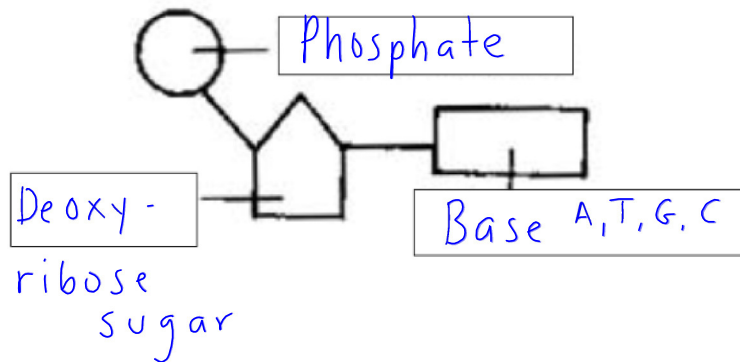 Phosphate
Deoxy-
ribose
sugar
Base A, T, G, C